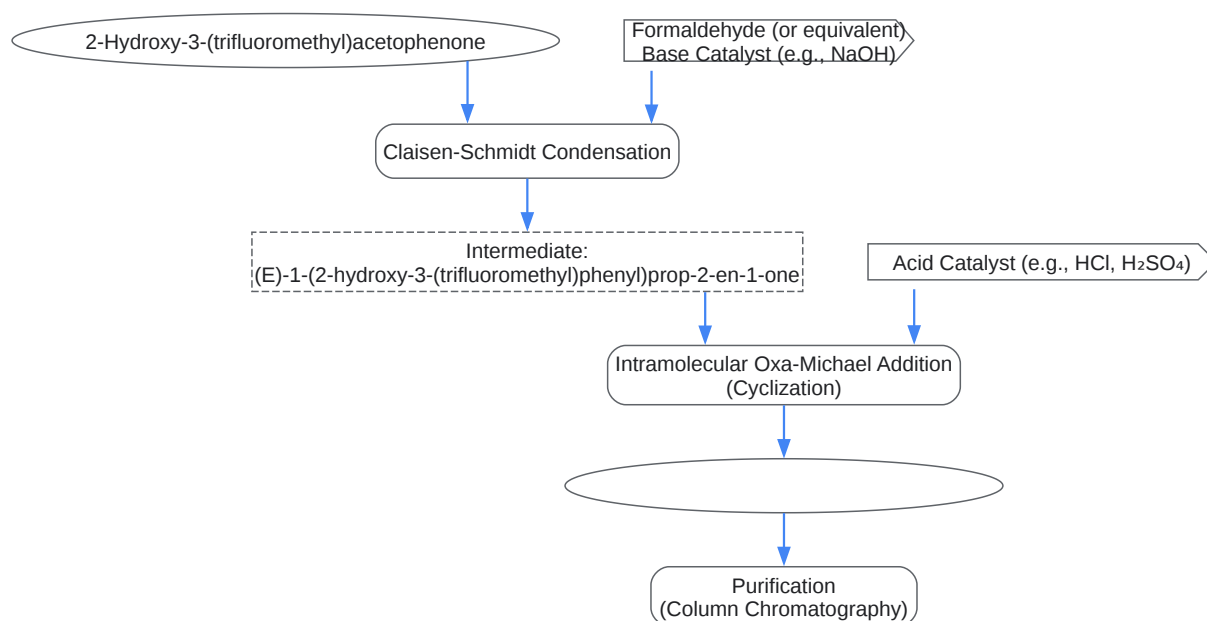 2-Hydroxy-3-(trifluoromethyl)acetophenone
Formaldehyde (or equivalent)
Base Catalyst (e.g., NaOH)
Claisen-Schmidt Condensation
Intermediate:
(E)-1-(2-hydroxy-3-(trifluoromethyl)phenyl)prop-2-en-1-one
Acid Catalyst (e.g., HCl, H₂SO₄)
Intramolecular Oxa-Michael Addition
(Cyclization)
Purification
(Column Chromatography)